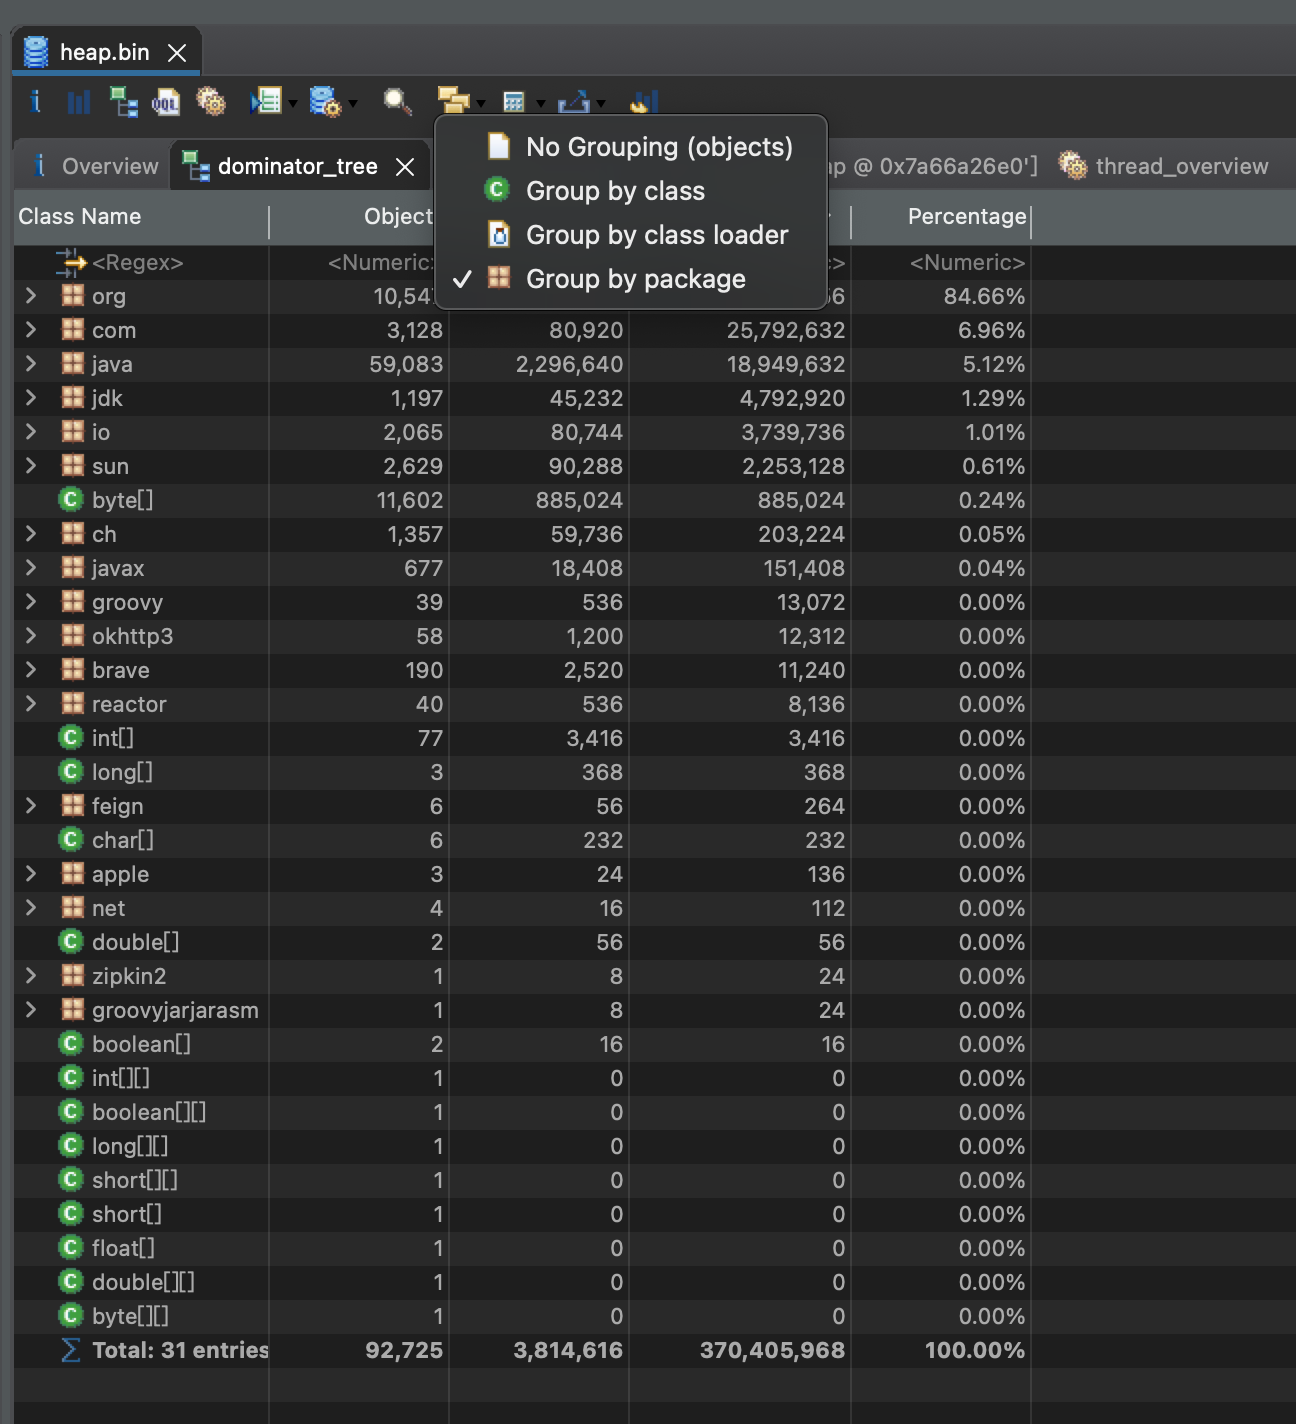 heap.bin
i OQL
i Overview dominator_tree @ 0x7a66a26e0'] thread_overview
No Grouping (objects)
Group by class
Group by class loader
Group by package
Class Name Percentage
<Regex> <Numeric> <Numeric>
org 84.66%
com 3,128 80,920 25,792,632 6.96%
java 59,083 2,296,640 18,949,632 5.12%
jdk 1,197 45,232 4,792,920 1.29%
io 2,065 80,744 3,739,736 1.01%
sun 2,629 90,288 2,253,128 0.61%
byte[] 11,602 885,024 885,024 0.24%
ch 1,357 59,736 203,224 0.05%
javax 677 18,408 151,408 0.04%
groovy 39 536 13,072 0.00%
okhttp3 58 1,200 12,312 0.00%
brave 190 2,520 11,240 0.00%
reactor 40 536 8,136 0.00%
int[] 77 3,416 3,416 0.00%
long[] 3 368 368 0.00%
feign 6 56 264 0.00%
char[] 6 232 232 0.00%
apple 3 24 136 0.00%
net 4 16 112 0.00%
double[] 2 56 56 0.00%
zipkin2 1 8 24 0.00%
groovyjarjarasm 1 8 24 0.00%
boolean[] 2 16 16 0.00%
int[][] 1 0 0 0.00%
boolean[][] 1 0 0 0.00%
long[][] 1 0 0 0.00%
short[][] 1 0 0 0.00%
short[] 1 0 0 0.00%
float[] 1 0 0 0.00%
double[][] 1 0 0 0.00%
byte[][] 1 0 0 0.00%
Total: 31 entries 92,725 3,814,616 370,405,968 100.00%